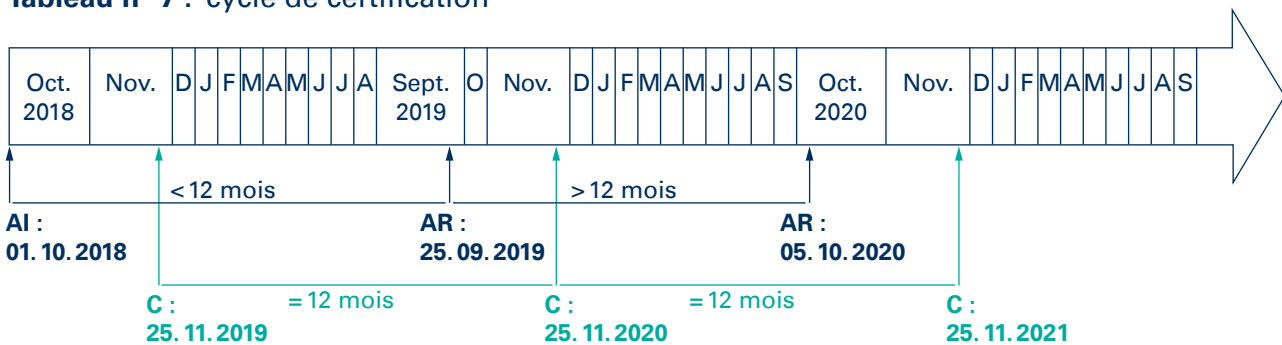 Tableau n° 7 : cycle de certification
Oct. 2018 Nov. D J F M A M J J A Sept. 2019 O Nov. D J F M A M J J A S Oct. 2020 Nov. D J F M A M J J A S
< 12 mois > 12 mois
AI : AR : AR :
01. 10. 2018 25. 09. 2019 05. 10. 2020
= 12 mois = 12 mois
C : C : C :
25. 11. 2019 25. 11. 2020 25. 11. 2021